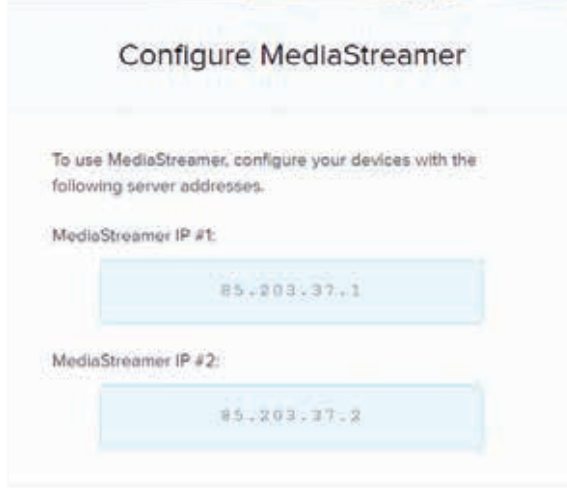 Configure MediaStreamer
To use MediaStreamer, configure your devices with the
following server addresses.
MediaStreamer IP #1:
85.203.37.1
MediaStreamer IP #2:
85.203.37.2